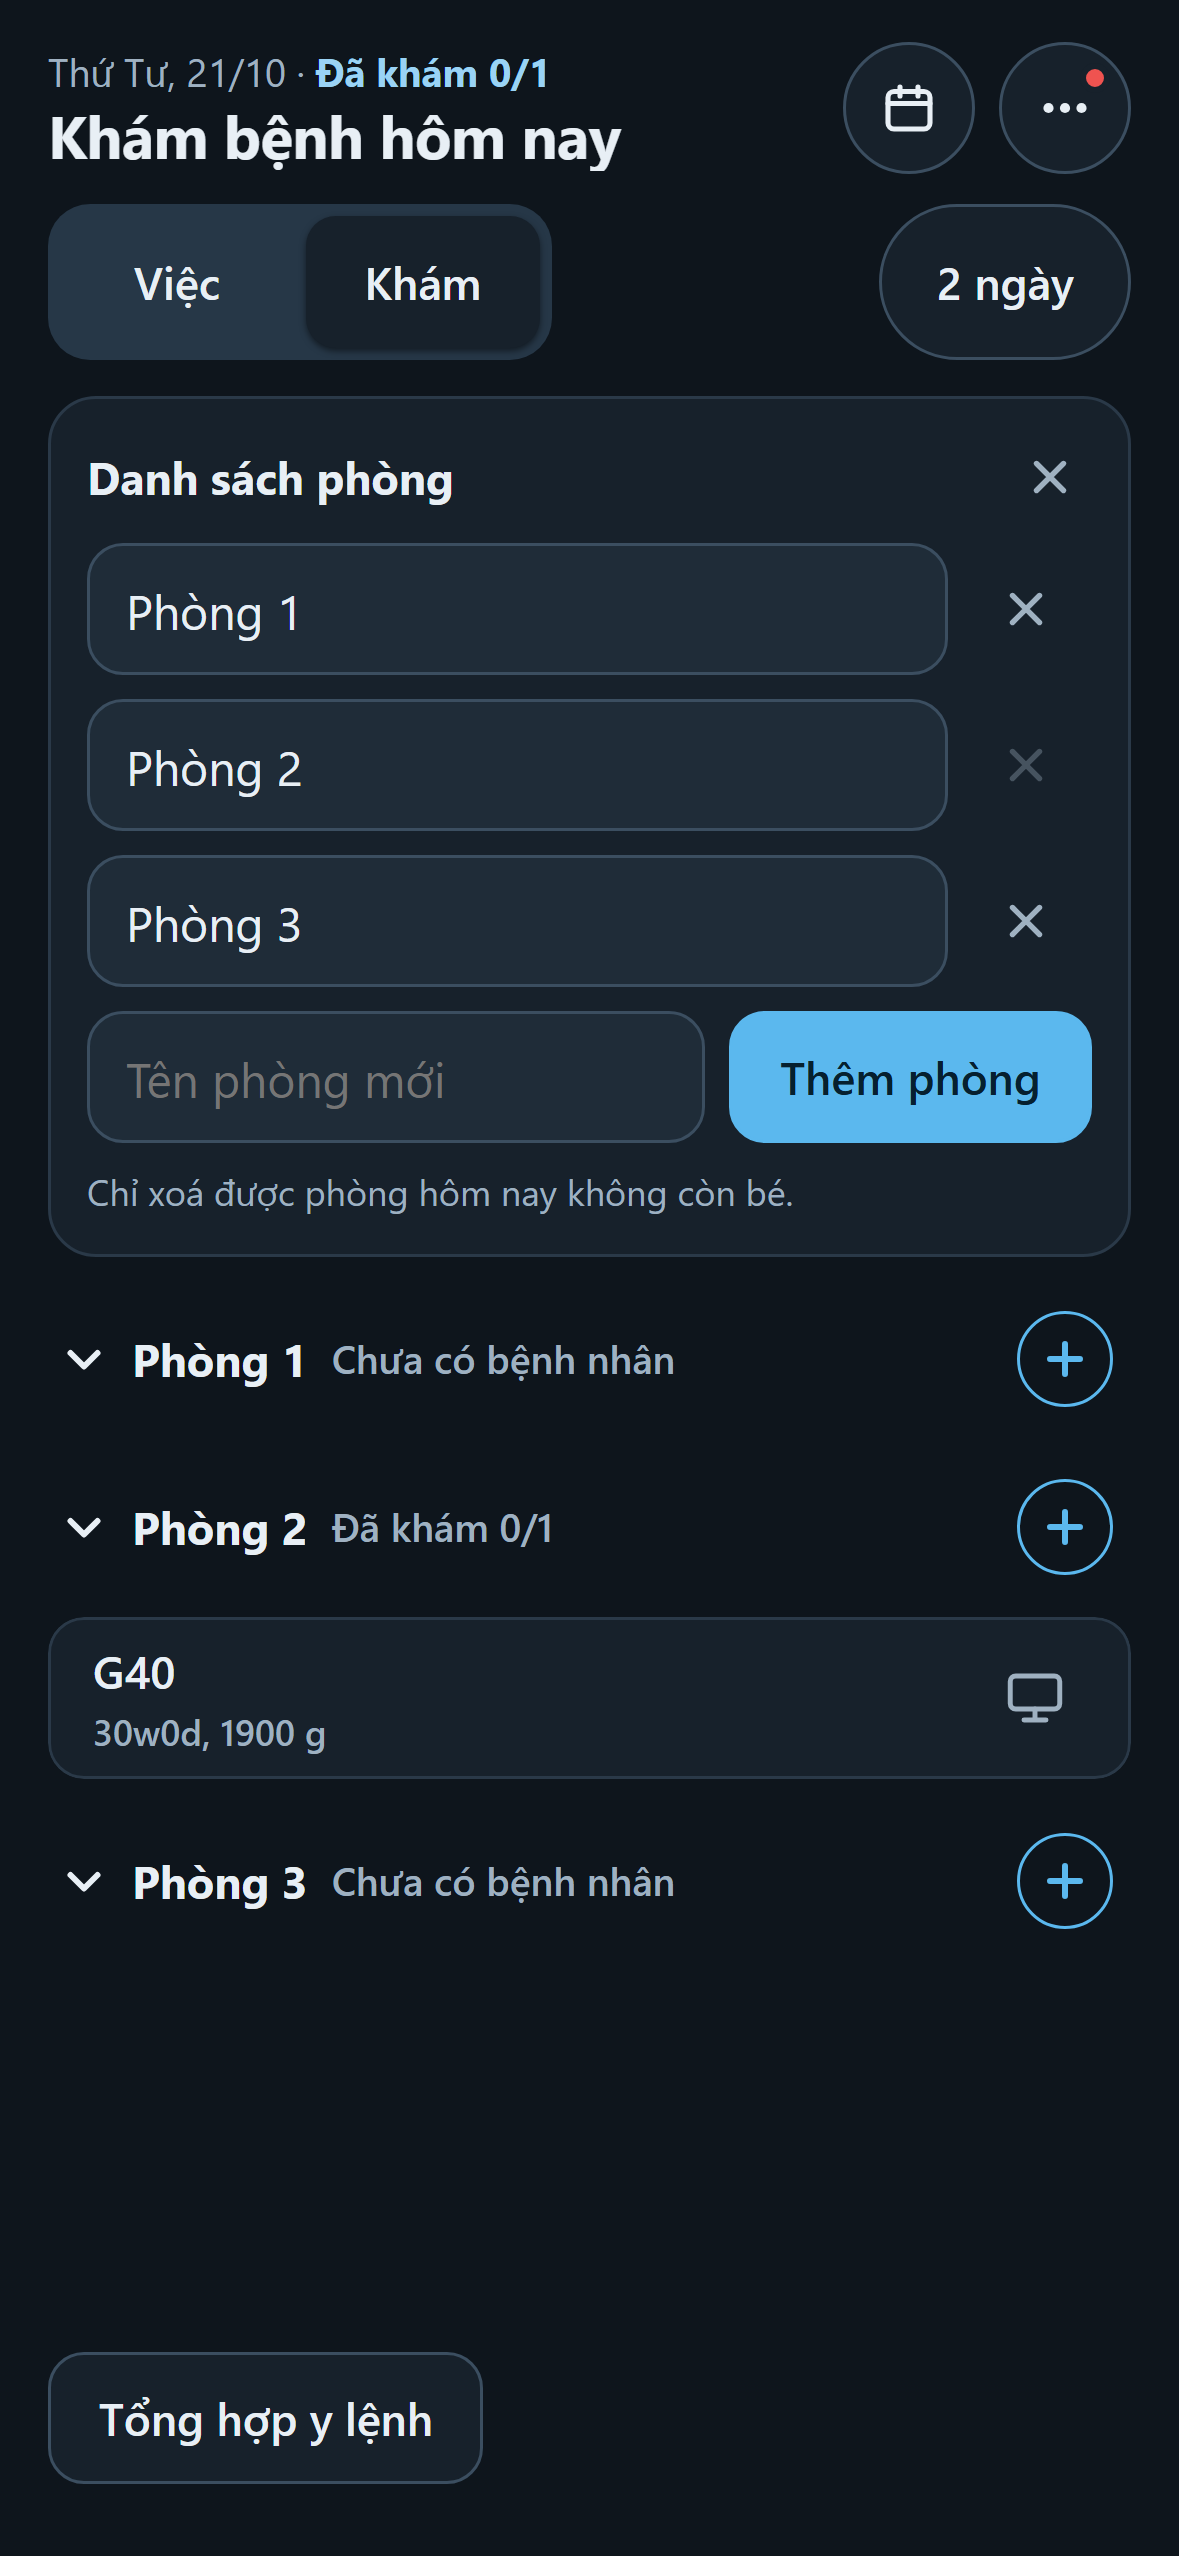 Thứ Tư, 21/10 · Đã khám 0/1
Khám bệnh hôm nay
Việc
Khám
2 ngày
Danh sách phòng
Phòng 1
Phòng 2
Phòng 3
Tên phòng mới
Thêm phòng
Chỉ xoá được phòng hôm nay không còn bé.
Phòng 1 Chưa có bệnh nhân
Phòng 2 Đã khám 0/1
G40
30w0d, 1900 g
Phòng 3 Chưa có bệnh nhân
Tổng hợp y lệnh